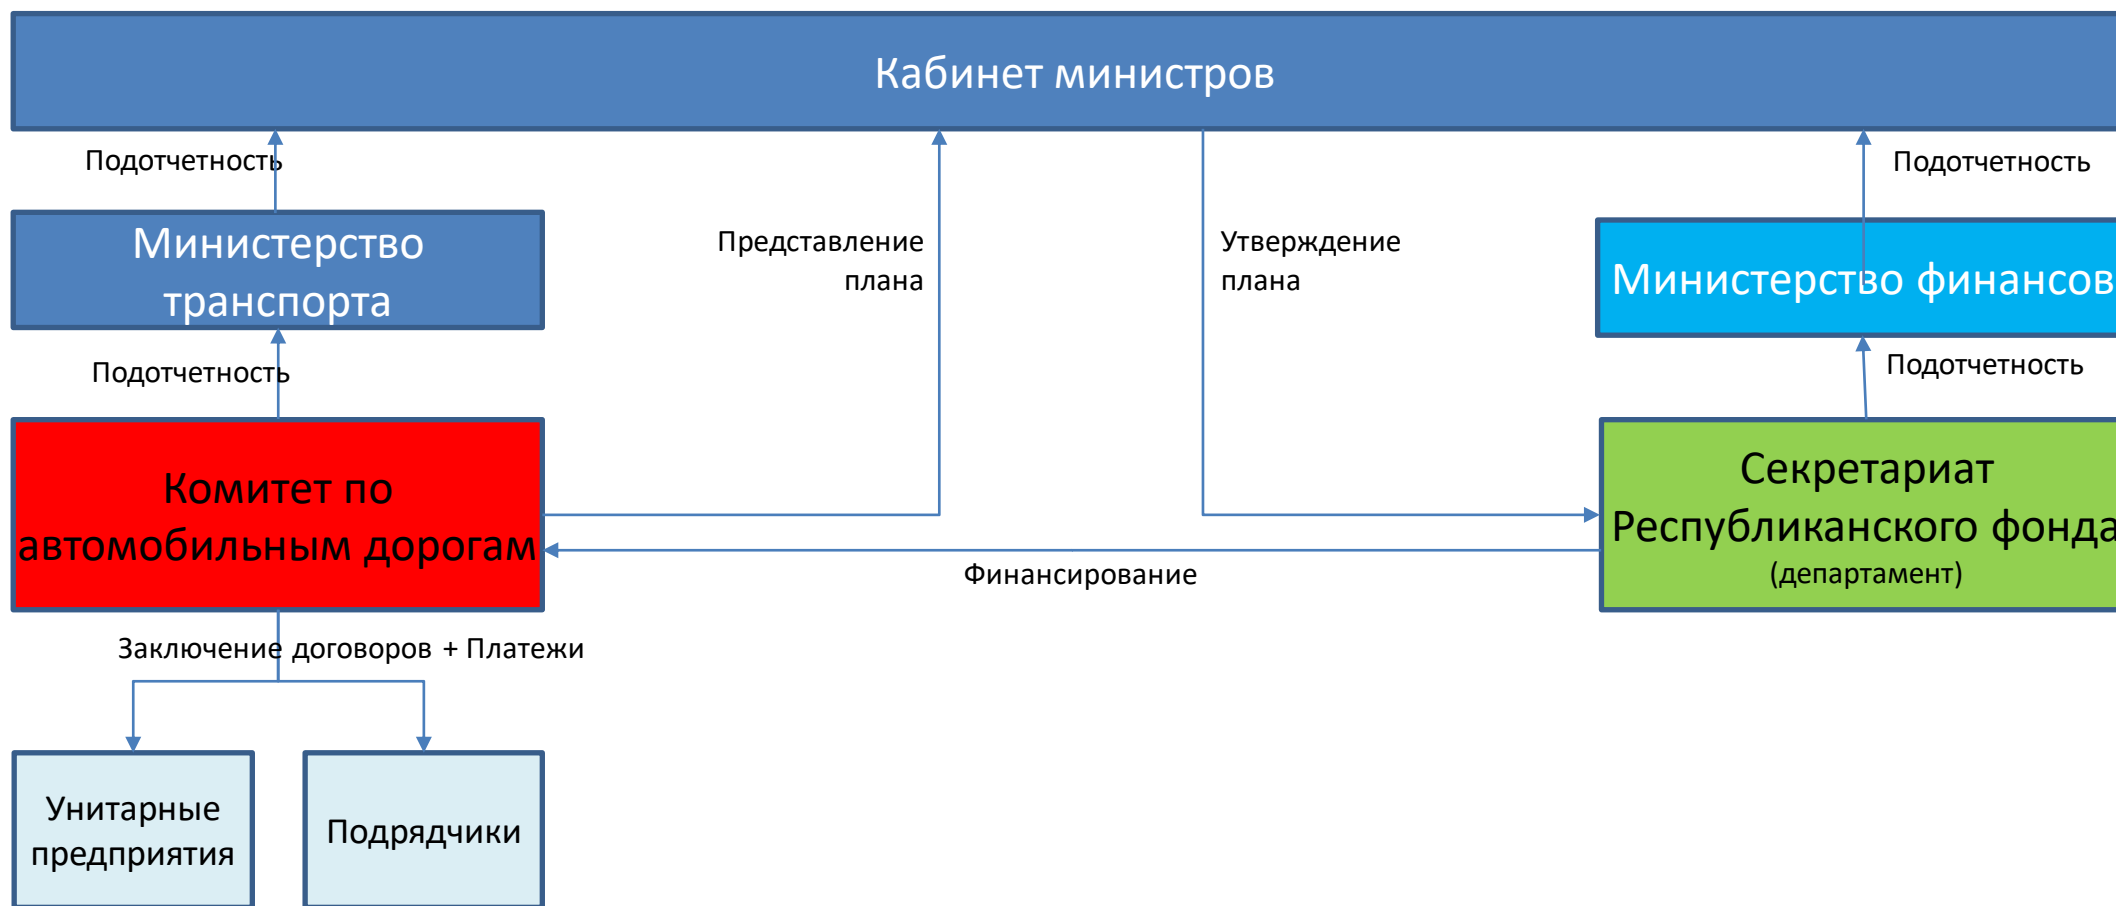 Кабинет министров
Подотчетность
Подотчетность
Министерство
транспорта
Представление
плана
Утверждение
плана
Министерство финансов
Подотчетность
Подотчетность
Комитет по
автомобильным дорогам
Секретариат
Республиканского фонда
(департамент)
Финансирование
Заключение договоров + Платежи
Унитарные
предприятия
Подрядчики